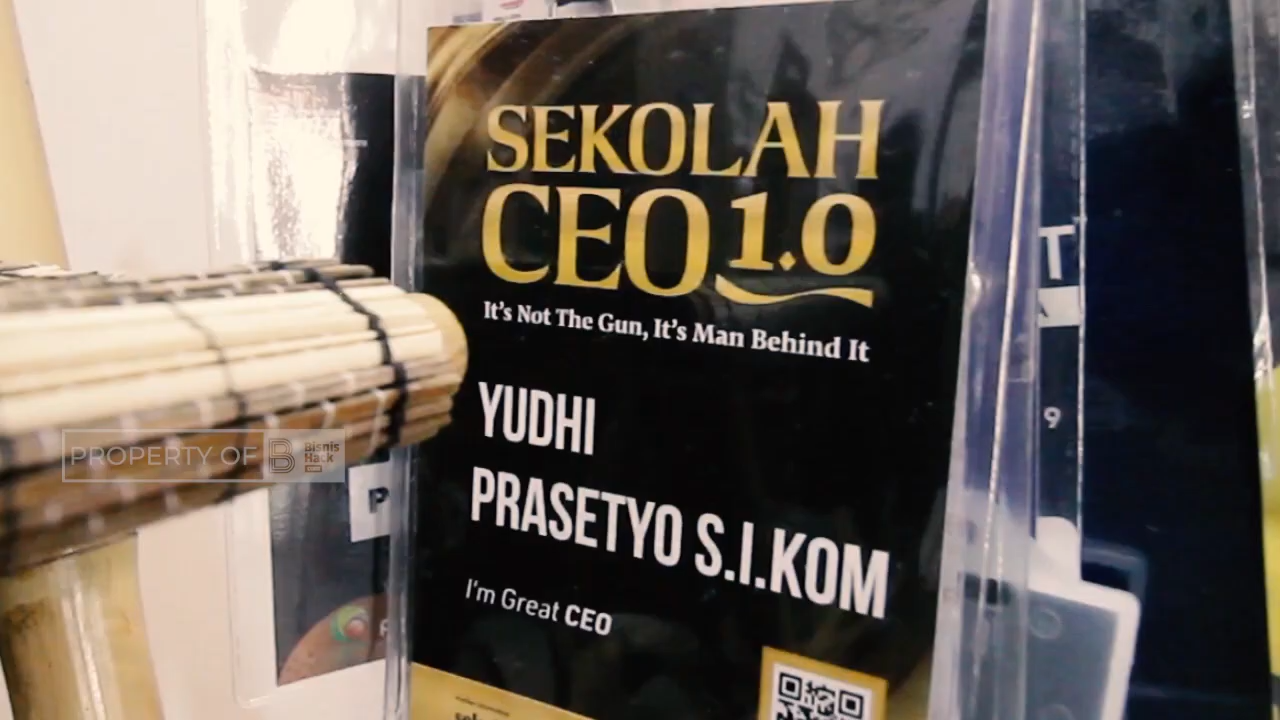 SEKOLAH
CEO 1.0
It's Not The Gun, It's Man Behind It
YUDHI
PRASETYO S.I.KOM
I'm Great CEO
PROPERTY OF B Bisnis
Hack
P
T
A
9